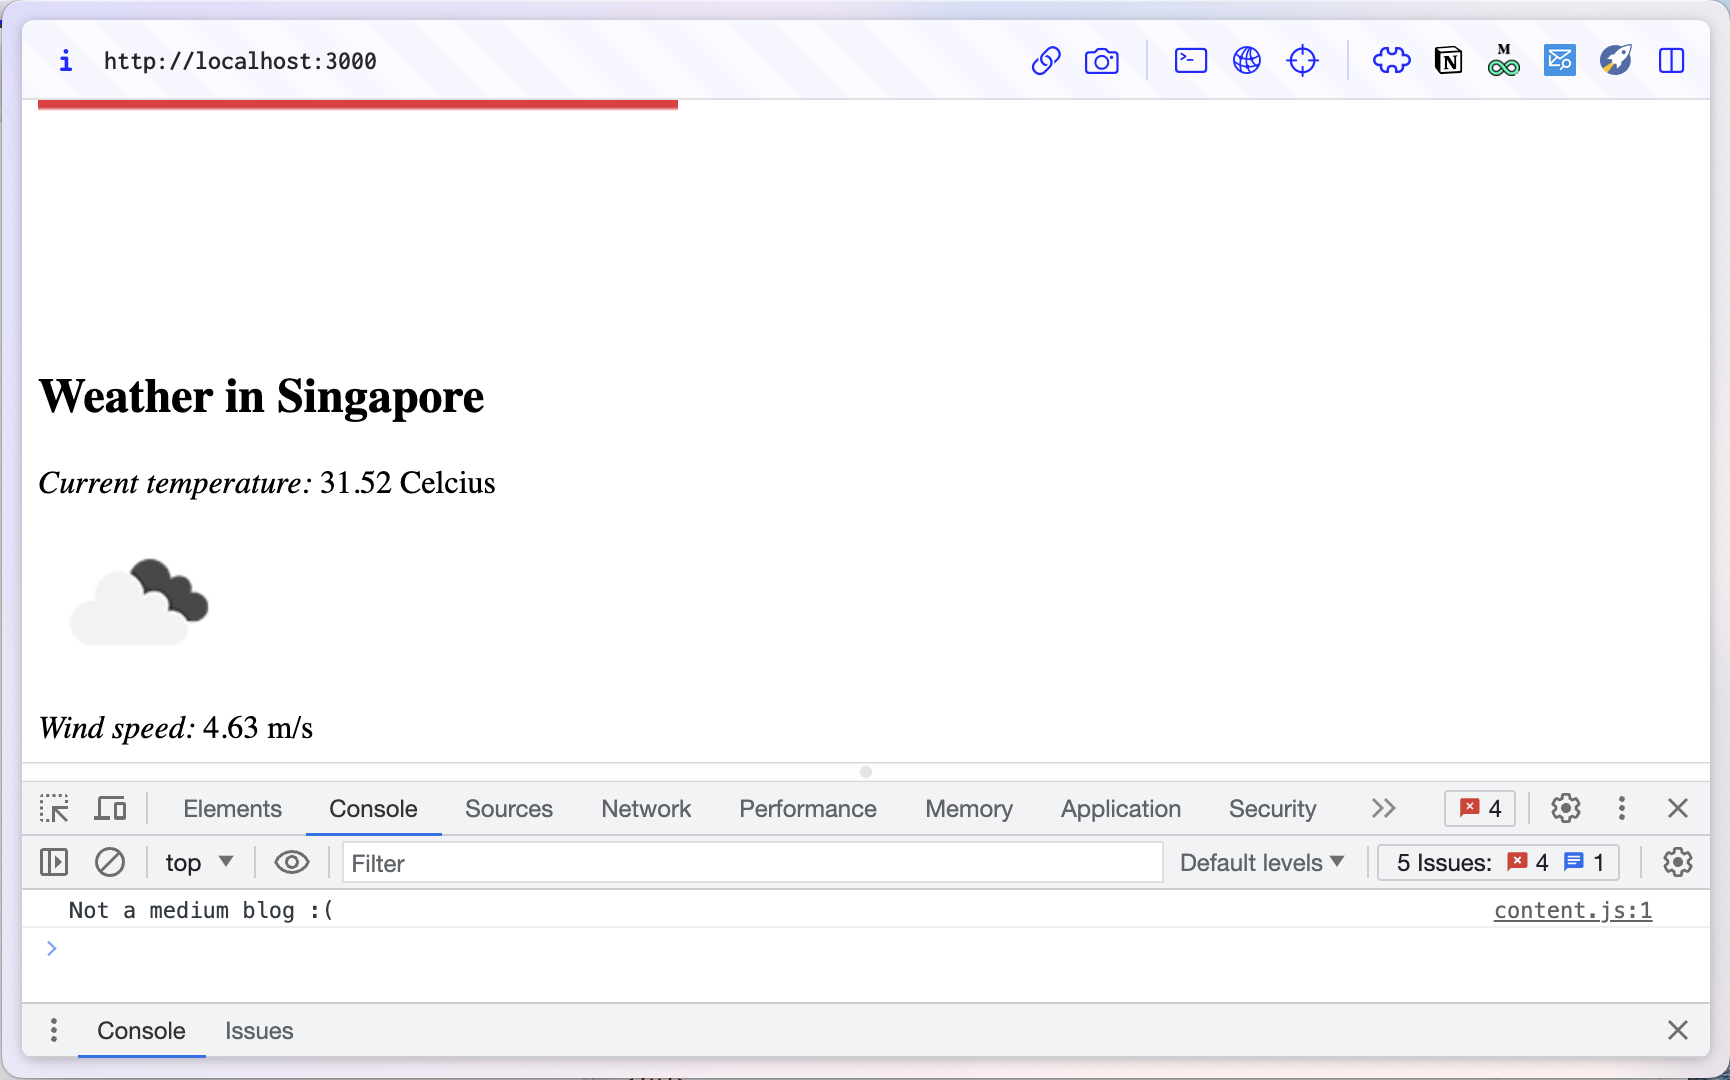 i http://localhost:3000
M
N
Weather in Singapore
Current temperature: 31.52 Celcius
Wind speed: 4.63 m/s
Elements Console Sources Network Performance Memory Application Security 4
top Filter Default levels 5 Issues: 4 1
Not a medium blog :( content.js:1
Console Issues